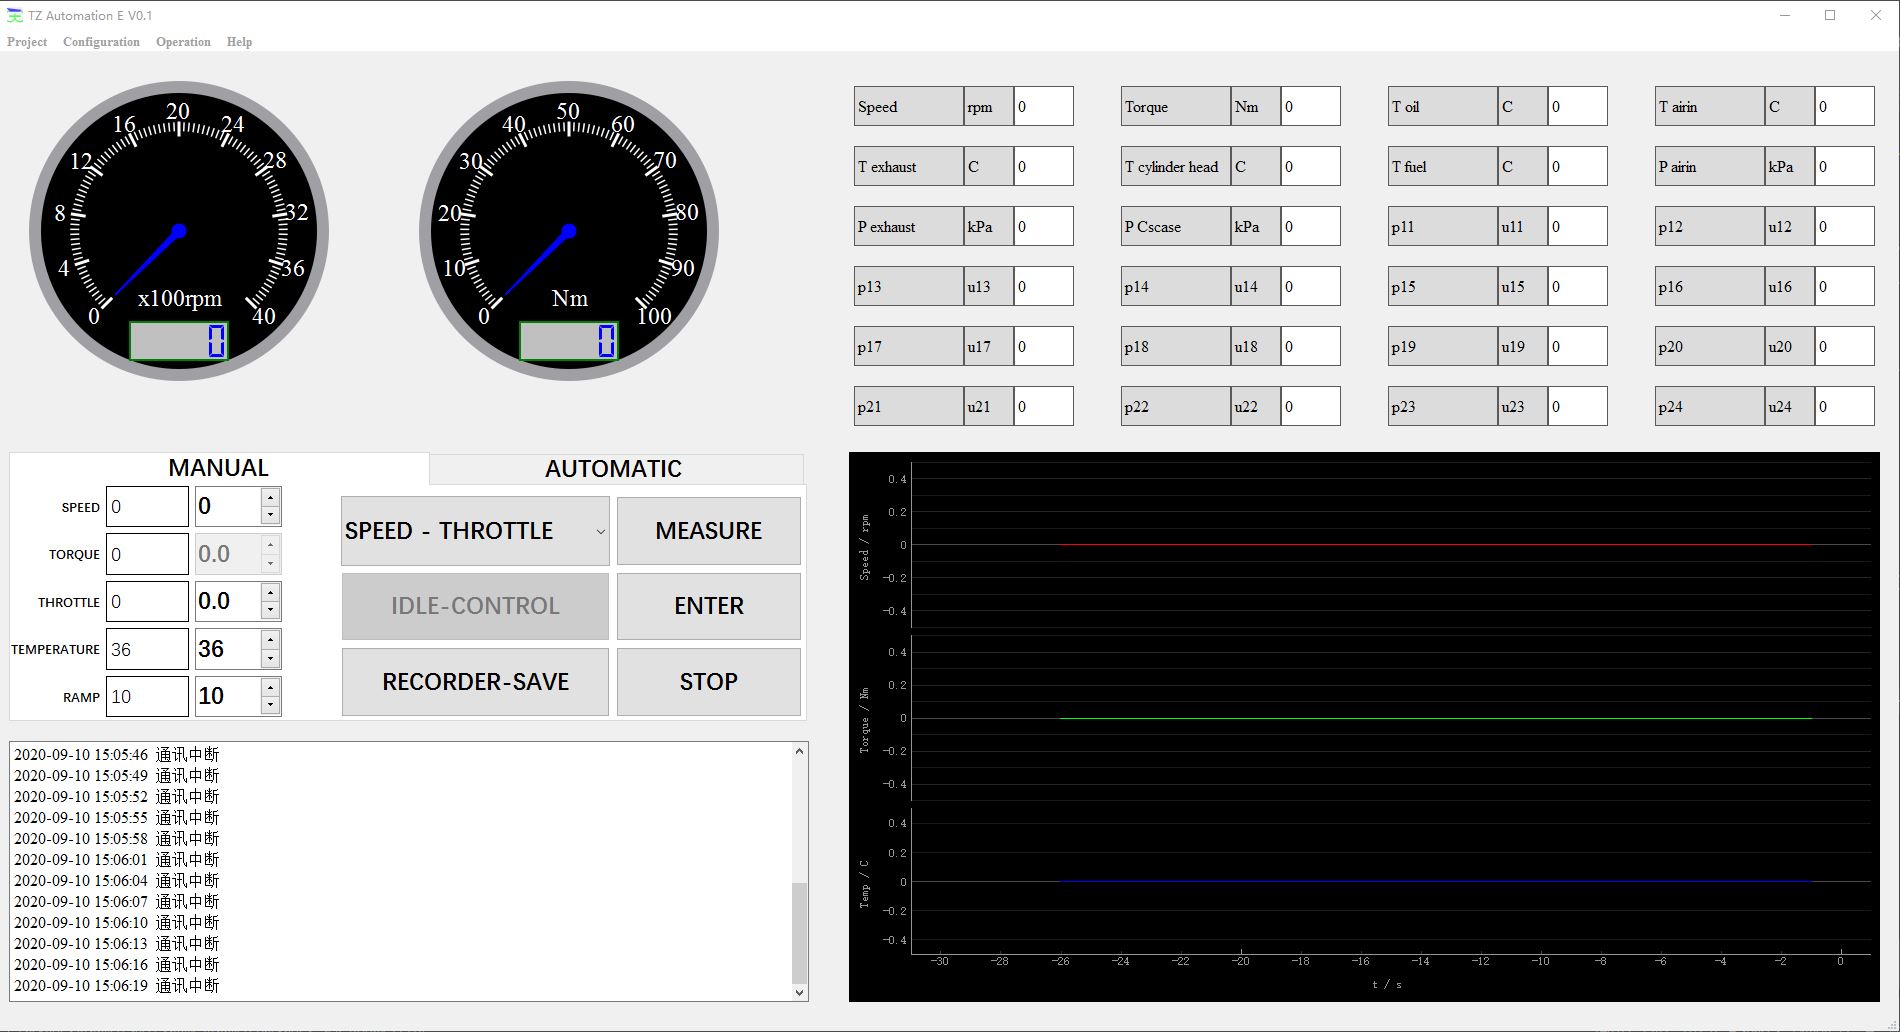 TZ Automation E V0.1
Project Configuration Operation Help
0 4 8 12 16 20 24 28 32 36 40
x100rpm
0
0 10 20 30 40 50 60 70 80 90 100
Nm
0
Speed rpm 0 Torque Nm 0 T oil C 0 T airin C 0
T exhaust C 0 T cylinder head C 0 T fuel C 0 P airin kPa 0
P exhaust kPa 0 P Cscase kPa 0 p11 u11 0 p12 u12 0
p13 u13 0 p14 u14 0 p15 u15 0 p16 u16 0
p17 u17 0 p18 u18 0 p19 u19 0 p20 u20 0
p21 u21 0 p22 u22 0 p23 u23 0 p24 u24 0
MANUAL AUTOMATIC
SPEED 0 0
TORQUE 0 0.0
THROTTLE 0 0.0
TEMPERATURE 36 36
RAMP 10 10
SPEED - THROTTLE MEASURE
IDLE-CONTROL ENTER
RECORDER-SAVE STOP
2020-09-10 15:05:46 通讯中断
2020-09-10 15:05:49 通讯中断
2020-09-10 15:05:52 通讯中断
2020-09-10 15:05:55 通讯中断
2020-09-10 15:05:58 通讯中断
2020-09-10 15:06:01 通讯中断
2020-09-10 15:06:04 通讯中断
2020-09-10 15:06:07 通讯中断
2020-09-10 15:06:10 通讯中断
2020-09-10 15:06:13 通讯中断
2020-09-10 15:06:16 通讯中断
2020-09-10 15:06:19 通讯中断
Speed / rpm
0.4
0.2
0
-0.2
-0.4
Torque / Nm
0.4
0.2
0
-0.2
-0.4
Temp / C
0.4
0.2
0
-0.2
-0.4
-30 -28 -26 -24 -22 -20 -18 -16 -14 -12 -10 -8 -6 -4 -2 0
t / s